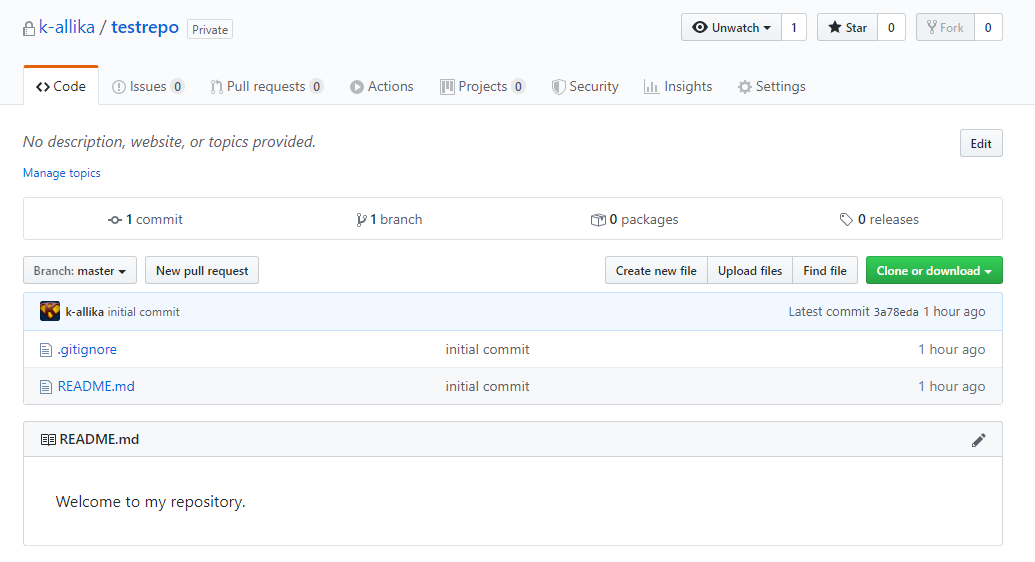 k-allika / testrepo Private Unwatch 1 Star 0 Fork 0
Code Issues 0 Pull requests 0 Actions Projects 0 Security Insights Settings
No description, website, or topics provided. Edit
Manage topics
1 commit 1 branch 0 packages 0 releases
Branch: master New pull request Create new file Upload files Find file Clone or download
k-allika initial commit Latest commit 3a78eda 1 hour ago
.gitignore initial commit 1 hour ago
README.md initial commit 1 hour ago
README.md
Welcome to my repository.